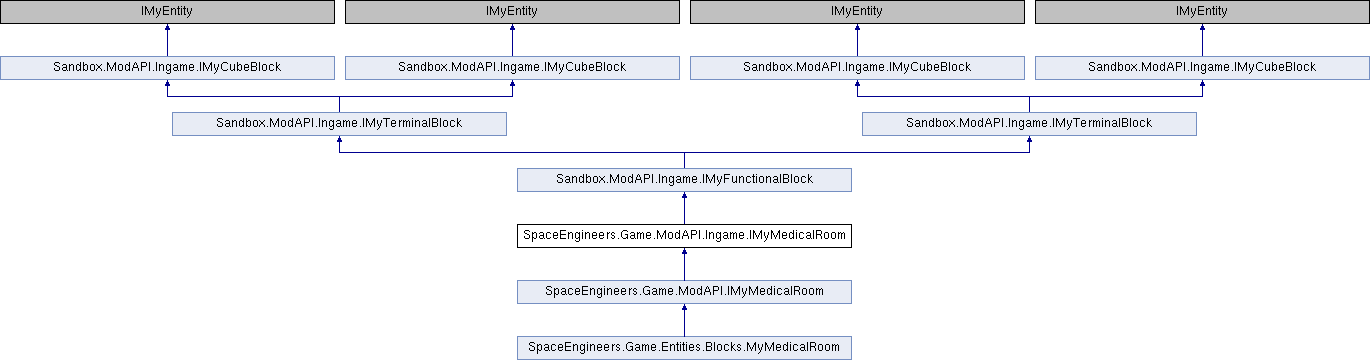 IMyEntity
IMyEntity
IMyEntity
IMyEntity
Sandbox.ModAPI.Ingame.IMyCubeBlock
Sandbox.ModAPI.Ingame.IMyCubeBlock
Sandbox.ModAPI.Ingame.IMyCubeBlock
Sandbox.ModAPI.Ingame.IMyCubeBlock
Sandbox.ModAPI.Ingame.IMyTerminalBlock
Sandbox.ModAPI.Ingame.IMyTerminalBlock
Sandbox.ModAPI.Ingame.IMyFunctionalBlock
SpaceEngineers.Game.ModAPI.Ingame.IMyMedicalRoom
SpaceEngineers.Game.ModAPI.IMyMedicalRoom
SpaceEngineers.Game.Entities.Blocks.MyMedicalRoom